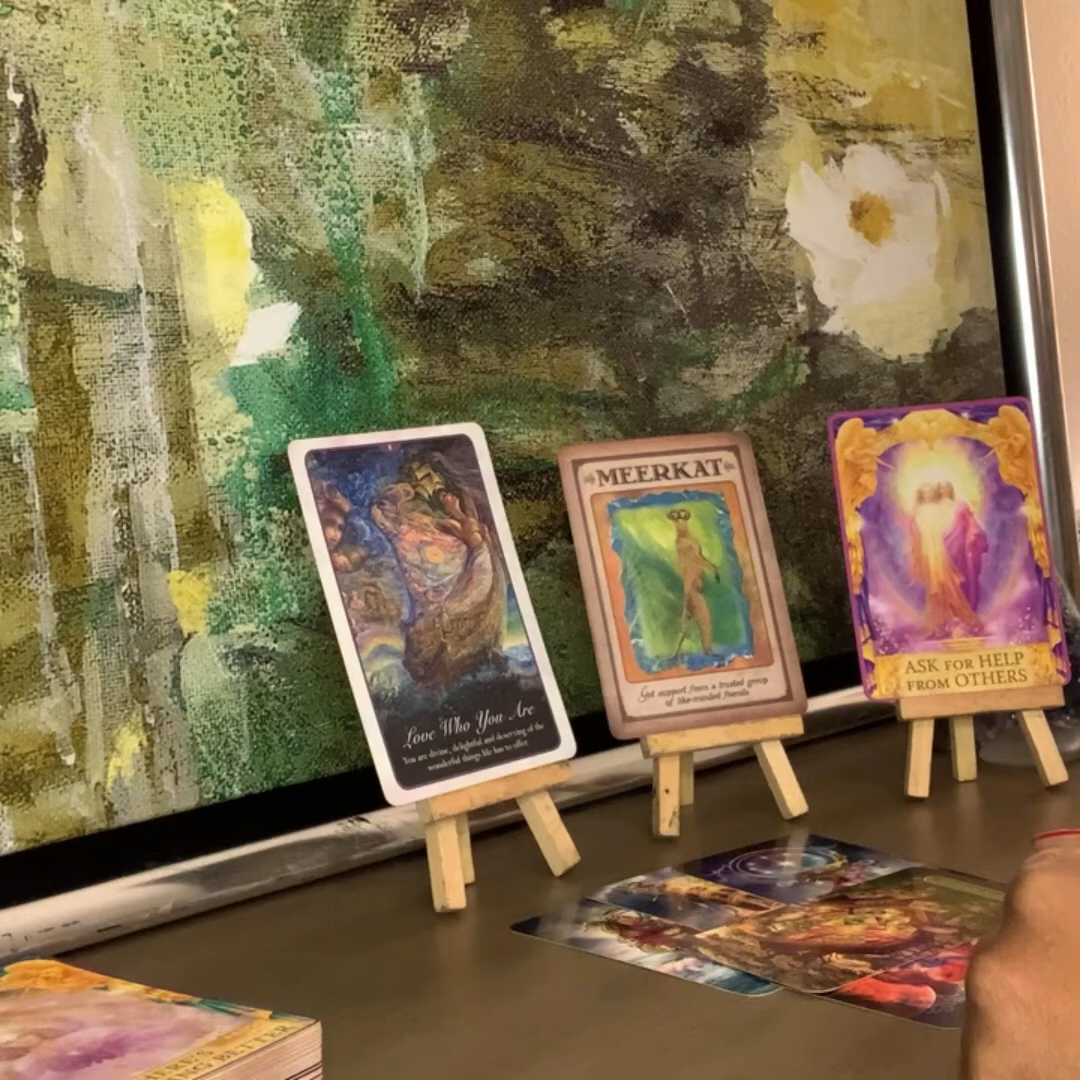 Love Who You Are
You are divine, delightful and deserving of the
wonderful things life has to offer.
MEERKAT
Get support from a trusted group
of like-minded friends
ASK FOR HELP
FROM OTHERS
BETTER